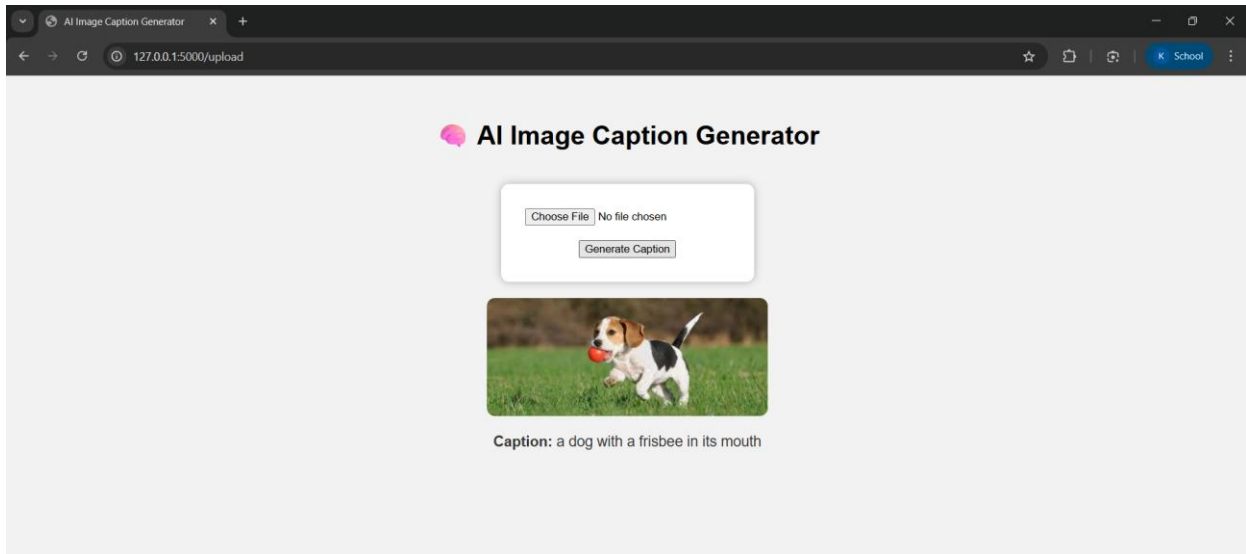 AI Image Caption Generator
127.0.0.1:5000/upload
K School
🧠 AI Image Caption Generator
Choose File No file chosen
Generate Caption
Caption: a dog with a frisbee in its mouth